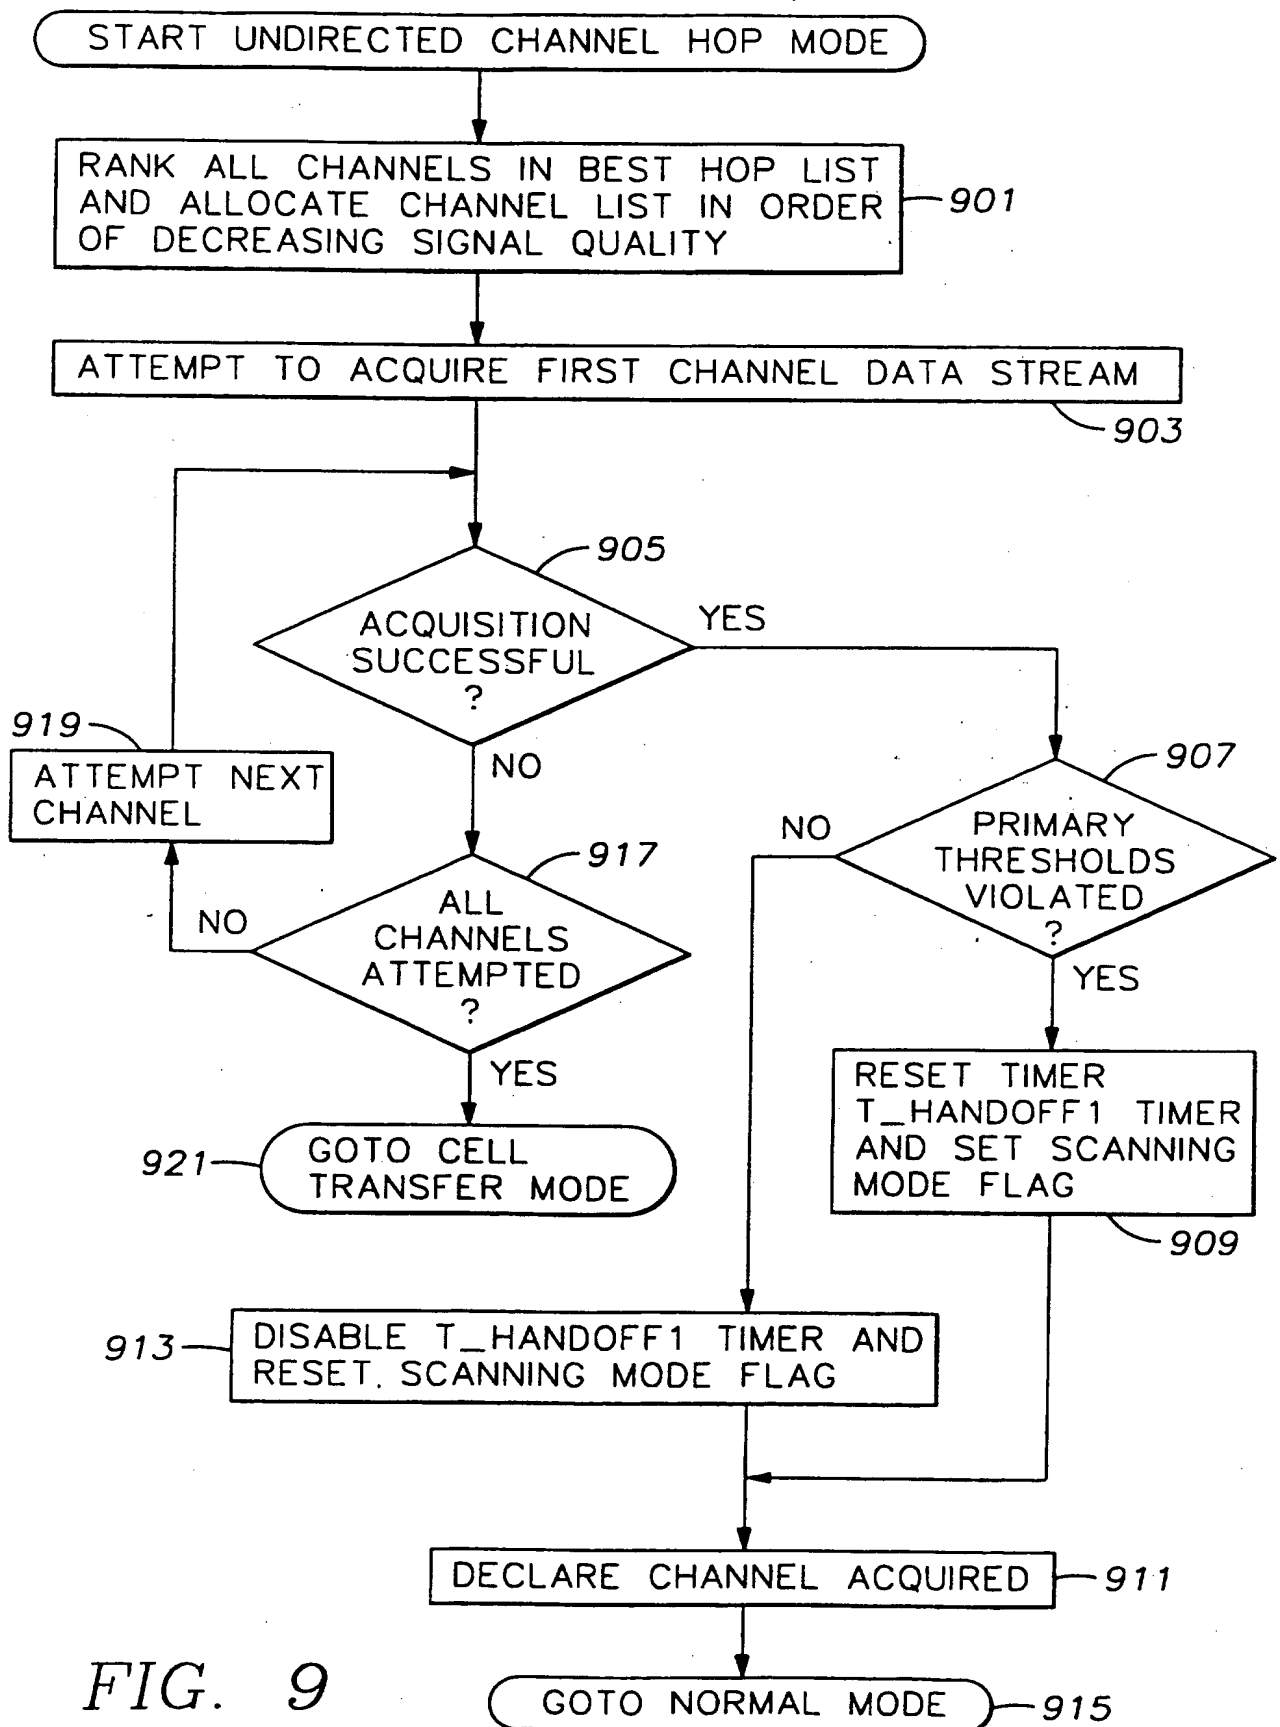 START UNDIRECTED CHANNEL HOP MODE
RANK ALL CHANNELS IN BEST HOP LIST
AND ALLOCATE CHANNEL LIST IN ORDER
OF DECREASING SIGNAL QUALITY
901
ATTEMPT TO ACQUIRE FIRST CHANNEL DATA STREAM
903
905
ACQUISITION
SUCCESSFUL
?
YES
NO
919
ATTEMPT NEXT
CHANNEL
907
PRIMARY
THRESHOLDS
VIOLATED
?
NO
YES
917
ALL
CHANNELS
ATTEMPTED
?
NO
YES
921
GOTO CELL
TRANSFER MODE
RESET TIMER
T_HANDOFF1 TIMER
AND SET SCANNING
MODE FLAG
909
913
DISABLE T_HANDOFF1 TIMER AND
RESET. SCANNING MODE FLAG
DECLARE CHANNEL ACQUIRED
911
GOTO NORMAL MODE
915
FIG. 9